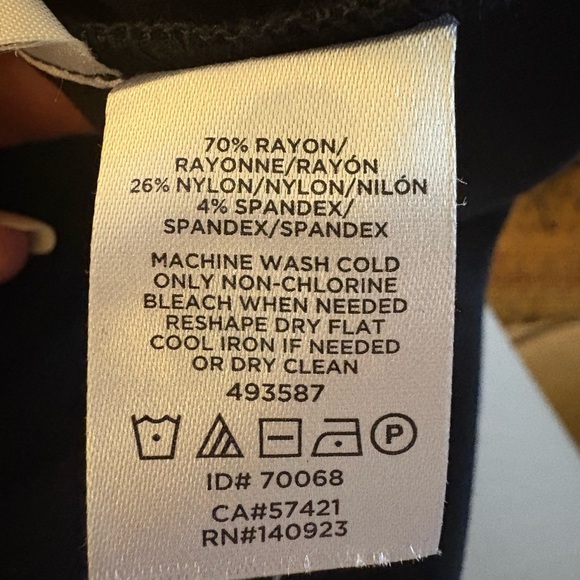 70% RAYON/
RAYONNE/RAYÓN
26% NYLON/NYLON/NILÓN
4% SPANDEX/
SPANDEX/SPANDEX
MACHINE WASH COLD
ONLY NON-CHLORINE
BLEACH WHEN NEEDED
RESHAPE DRY FLAT
COOL IRON IF NEEDED
OR DRY CLEAN
493587
P
ID# 70068
CA#57421
RN#140923